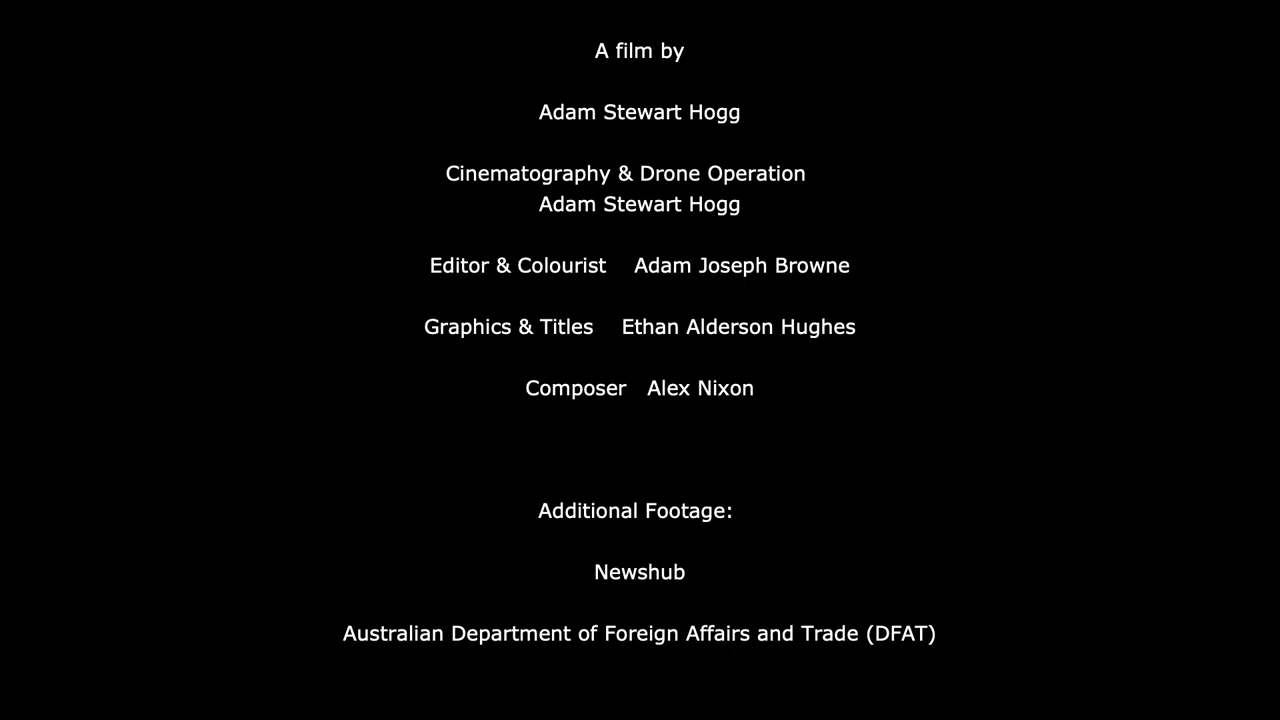 A film by
Adam Stewart Hogg
Cinematography & Drone Operation
Adam Stewart Hogg
Editor & Colourist Adam Joseph Browne
Graphics & Titles Ethan Alderson Hughes
Composer Alex Nixon
Additional Footage:
Newshub
Australian Department of Foreign Affairs and Trade (DFAT)